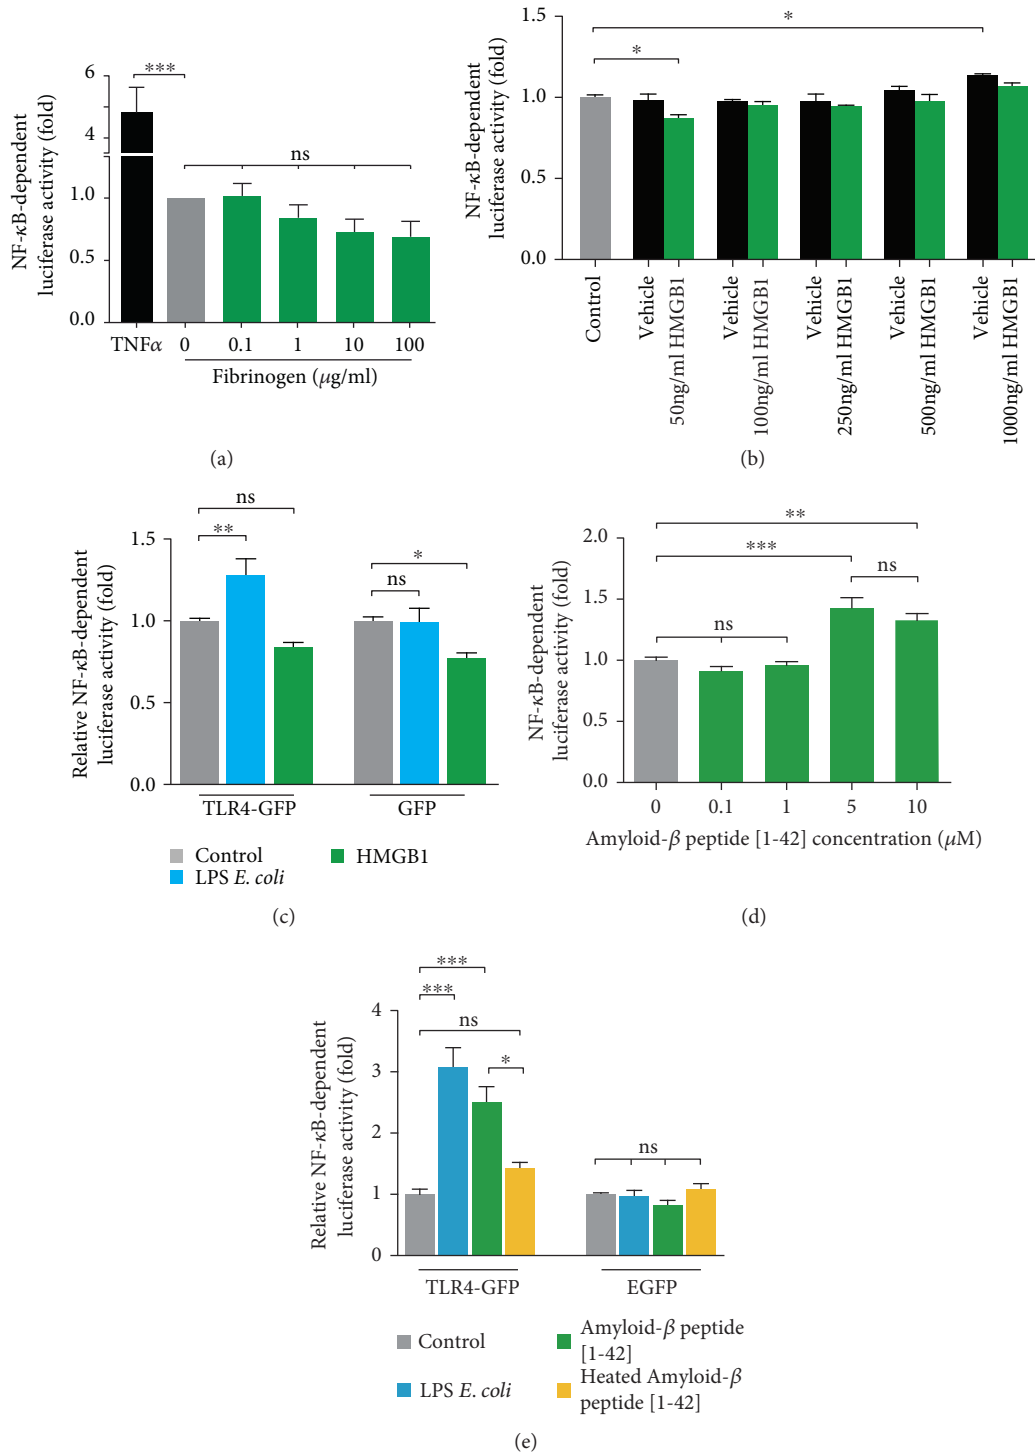 NF-κB-dependent
luciferase activity (fold)
6
4
1.0
0.5
0.0
***
ns
TNFα 0 0.1 1 10 100
Fibrinogen (μg/ml)
(a)
NF-κB-dependent
luciferase activity (fold)
1.5
1.0
0.5
0.0
*
*
Control
Vehicle
50ng/ml HMGB1
Vehicle
100ng/ml HMGB1
Vehicle
250ng/ml HMGB1
Vehicle
500ng/ml HMGB1
Vehicle
1000ng/ml HMGB1
(b)
Relative NF-κB-dependent
luciferase activity (fold)
1.5
1.0
0.5
0.0
ns
**
*
ns
TLR4-GFP GFP
Control
HMGB1
LPS E. coli
(c)
NF-κB-dependent
luciferase activity (fold)
2.0
1.5
1.0
0.5
0.0
**
***
ns
ns
0 0.1 1 5 10
Amyloid-β peptide [1-42] concentration (μM)
(d)
Relative NF-κB-dependent
luciferase activity (fold)
4
3
2
1
0
***
***
ns
*
ns
TLR4-GFP EGFP
Control
Amyloid-β peptide
[1-42]
LPS E. coli
Heated Amyloid-β
peptide [1-42]
(e)